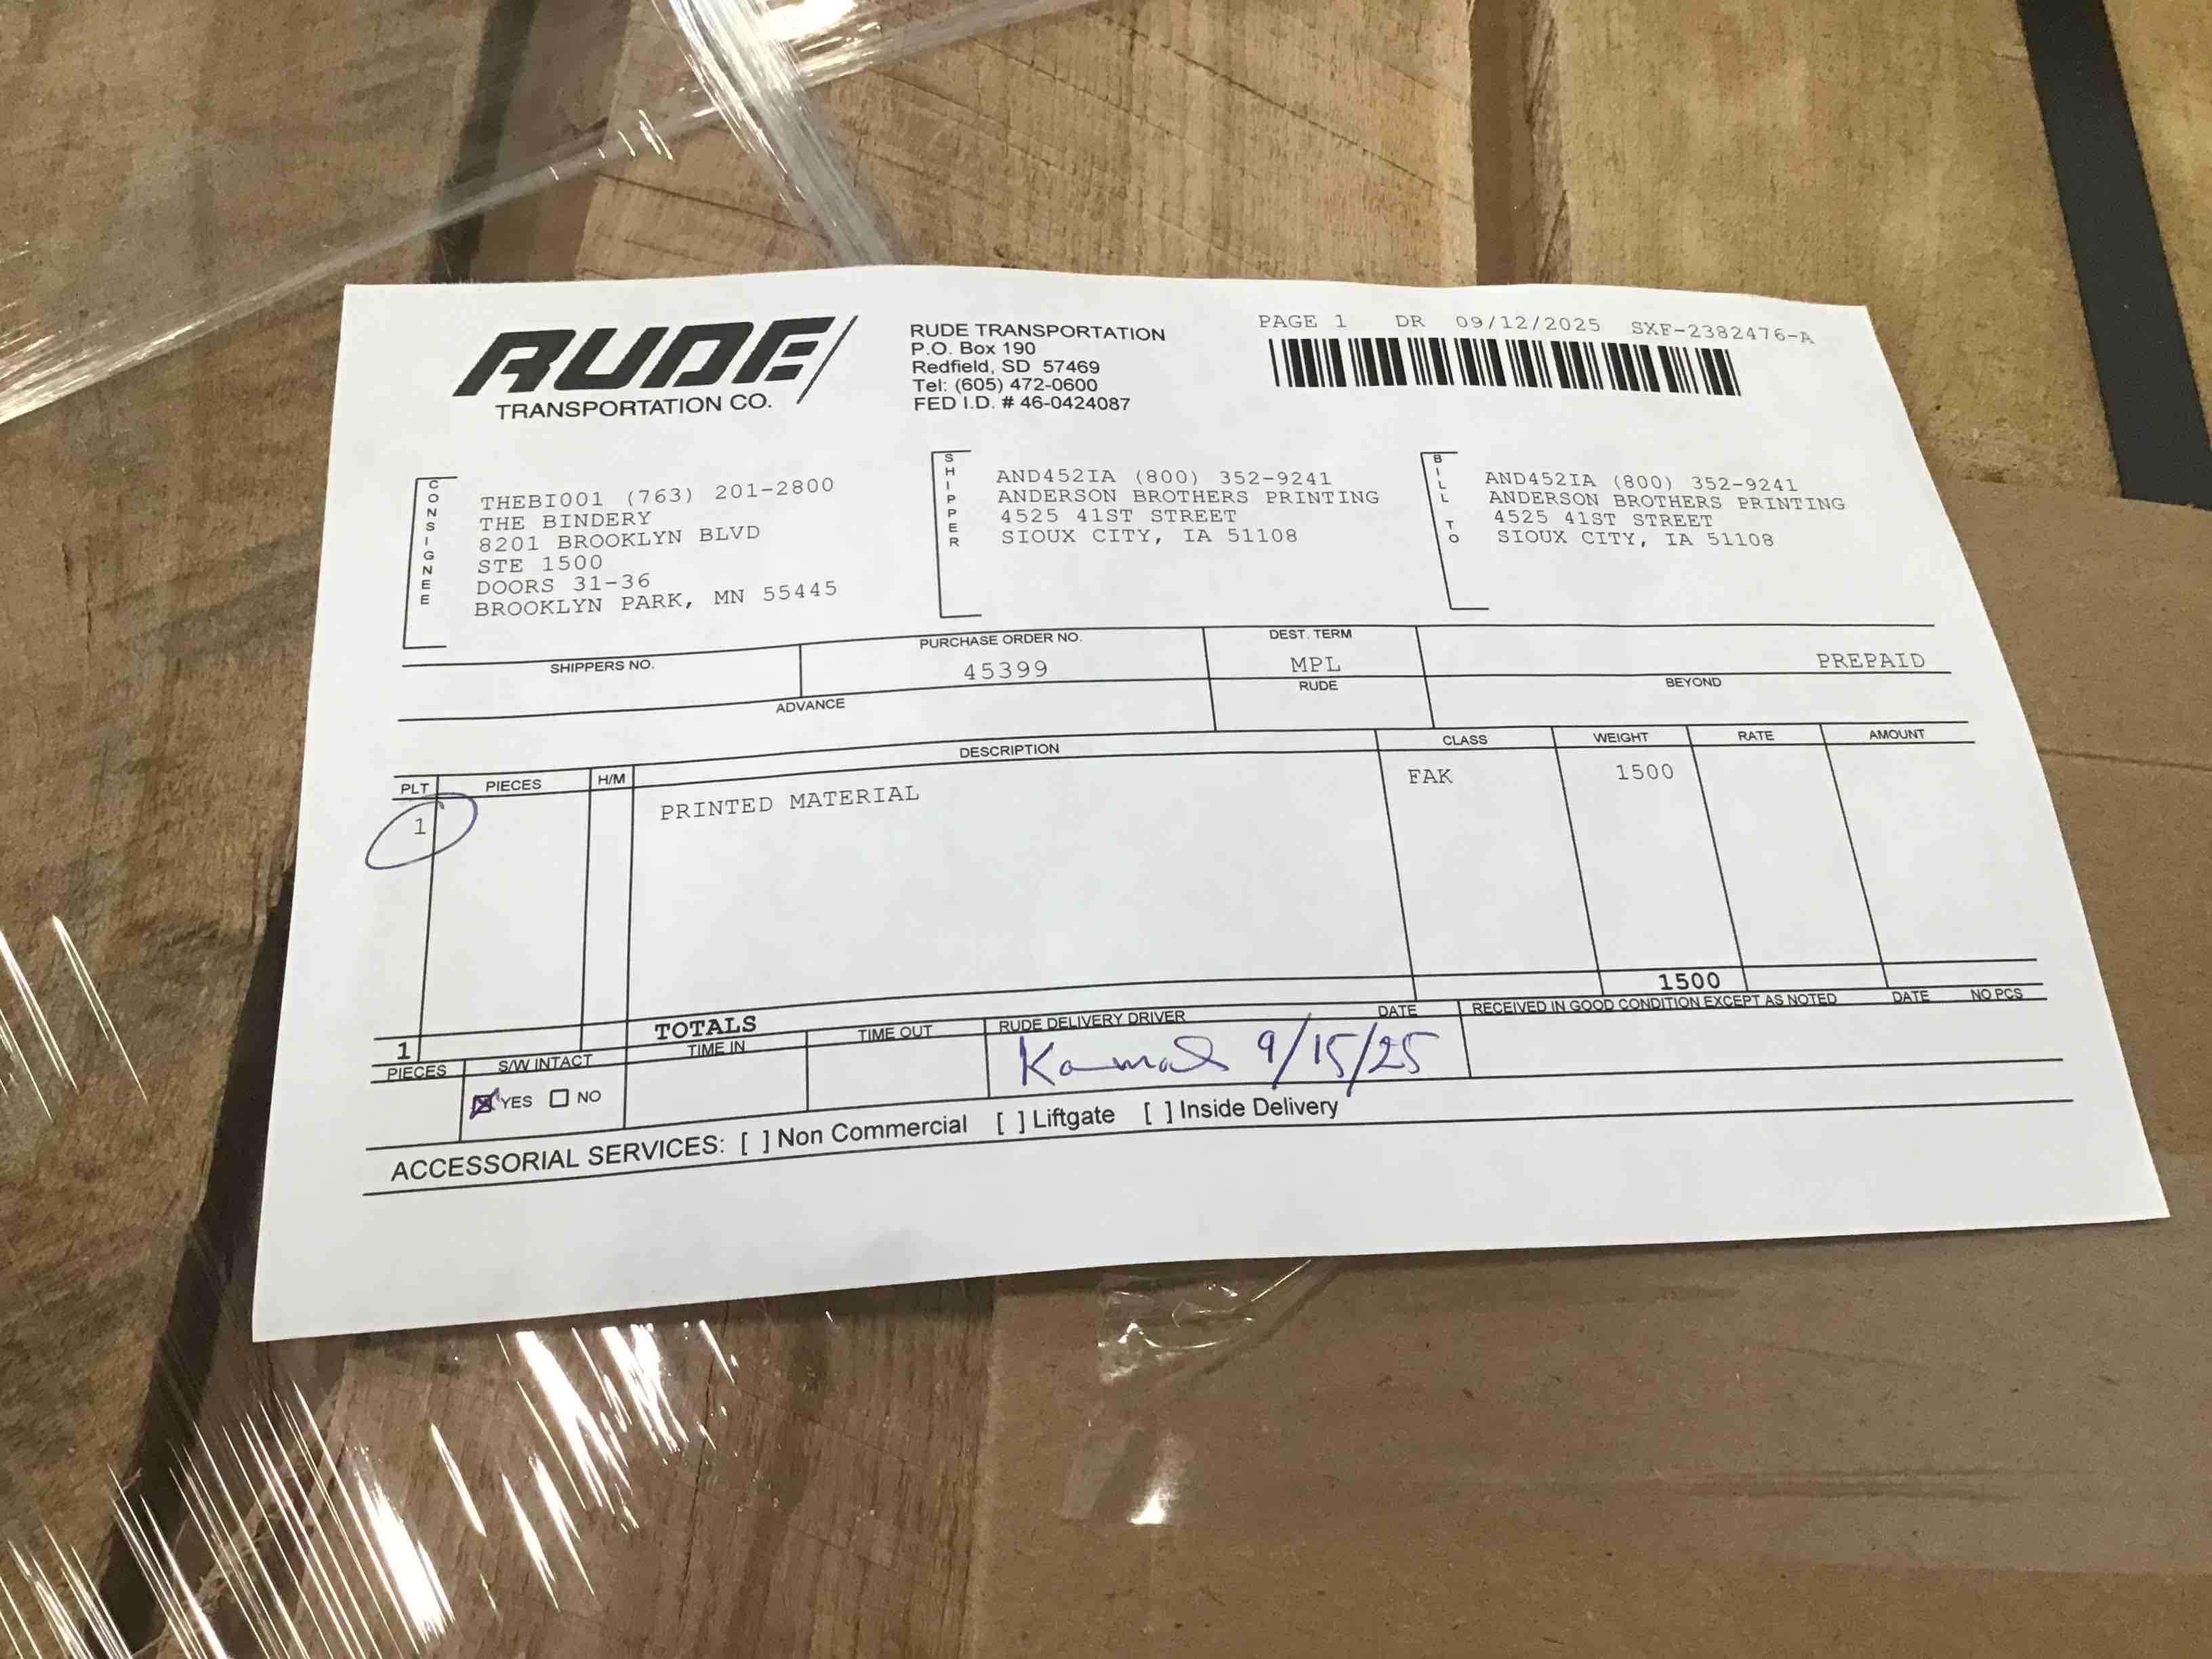 RUDE
TRANSPORTATION CO.
RUDE TRANSPORTATION
P.O. Box 190
Redfield, SD 57469
Tel: (605) 472-0600
FED I.D. # 46-0424087
PAGE 1 DR 09/12/2025 SXF-2382476-A
CONSIGNEE
THEBI001 (763) 201-2800
THE BINDERY
8201 BROOKLYN BLVD
STE 1500
DOORS 31-36
BROOKLYN PARK, MN 55445
SHIPPER
AND452IA (800) 352-9241
ANDERSON BROTHERS PRINTING
4525 41ST STREET
SIOUX CITY, IA 51108
BILL TO
AND452IA (800) 352-9241
ANDERSON BROTHERS PRINTING
4525 41ST STREET
SIOUX CITY, IA 51108
SHIPPERS NO. PURCHASE ORDER NO. DEST. TERM
45399 MPL PREPAID
ADVANCE RUDE BEYOND
PLT PIECES H/M DESCRIPTION CLASS WEIGHT RATE AMOUNT
1 PRINTED MATERIAL FAK 1500
1 TOTALS 1500
PIECES S/W INTACT TIME IN TIME OUT RUDE DELIVERY DRIVER DATE RECEIVED IN GOOD CONDITION EXCEPT AS NOTED DATE NO PCS
YES NO Kamal 9/15/25
ACCESSORIAL SERVICES: [ ] Non Commercial [ ] Liftgate [ ] Inside Delivery